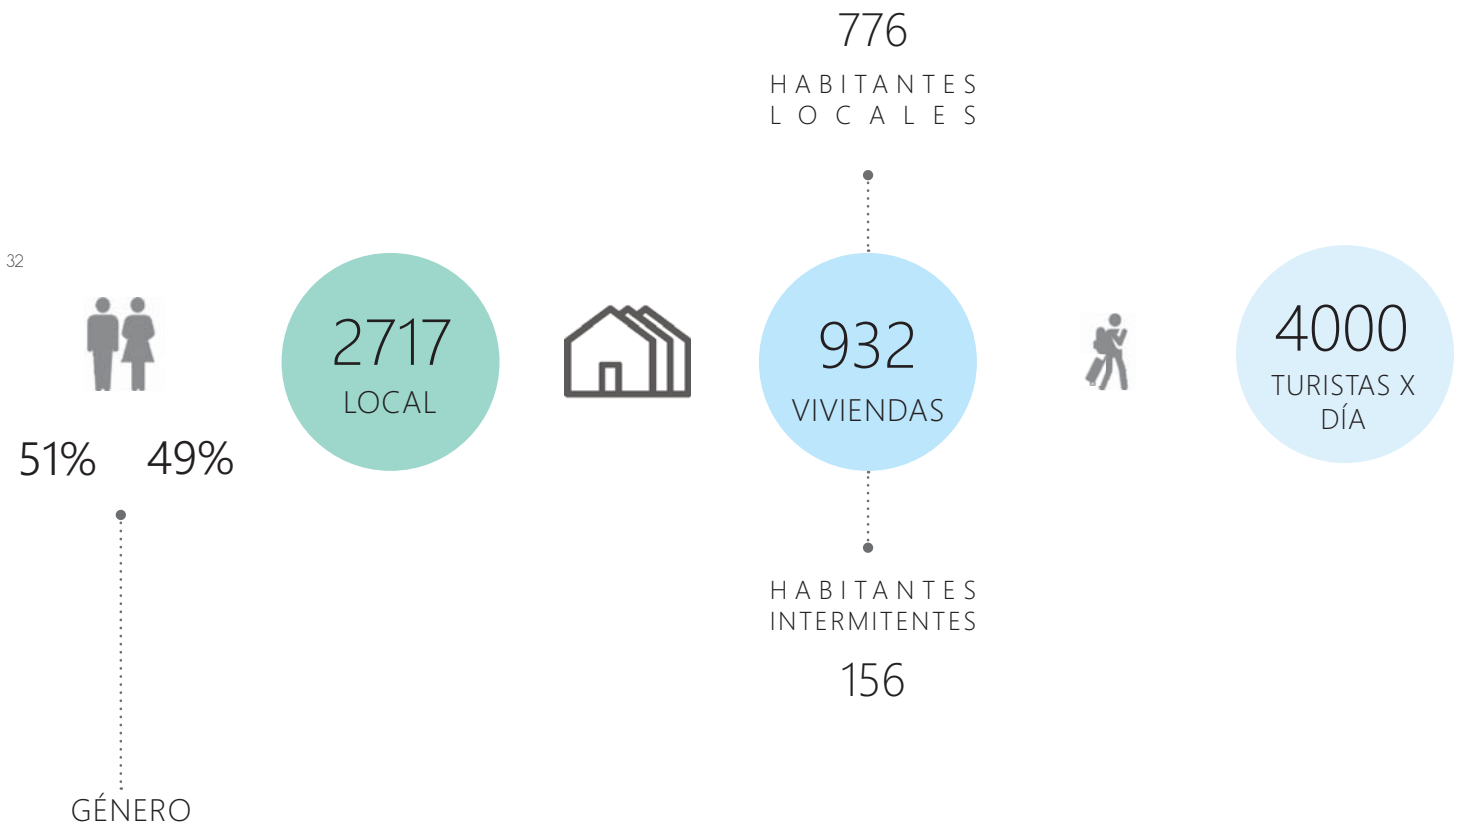 776
HABITANTES
LOCALES
32
2717
LOCAL
932
VIVIENDAS
4000
TURISTAS X
DÍA
51% 49%
HABITANTES
INTERMITENTES
156
GÉNERO